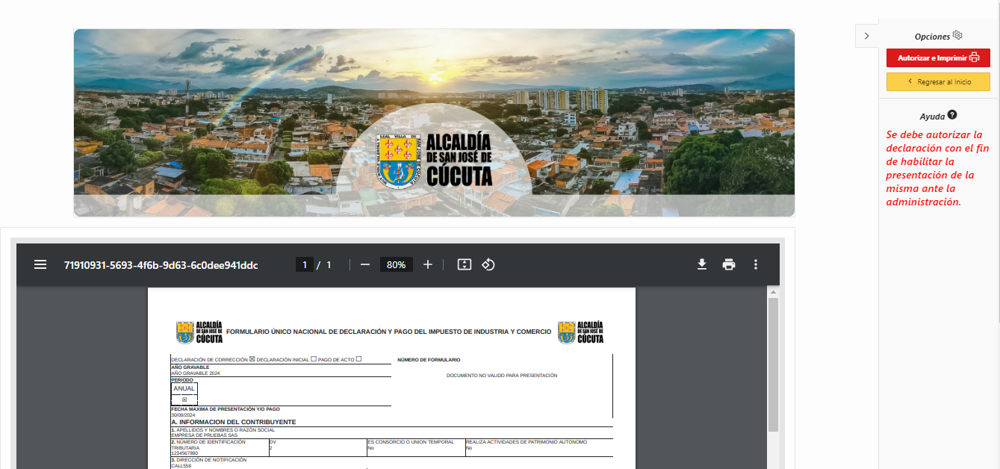 Opciones
Autorizar e Imprimir
Regresar al Inicio
Ayuda
Se debe autorizar la
declaración con el fin
de habilitar la
presentación de la
misma ante la
administración.
LEAL VILLA DE
ALCALDÍA
DE SAN JOSÉ DE
CÚCUTA
71910931-5693-4f6b-9d63-6c0dee941ddc
1 / 1
80%
ALCALDÍA
DE SAN JOSÉ DE
CÚCUTA
FORMULARIO ÚNICO NACIONAL DE DECLARACIÓN Y PAGO DEL IMPUESTO DE INDUSTRIA Y COMERCIO
ALCALDÍA
DE SAN JOSÉ DE
CÚCUTA
DECLARACIÓN DE CORRECCIÓN ☒ DECLARACIÓN INICIAL ☐ PAGO DE ACTO ☐
NÚMERO DE FORMULARIO
AÑO GRAVABLE
AÑO GRAVABLE 2024
DOCUMENTO NO VALIDO PARA PRESENTACIÓN
PERIODO
ANUAL
☒
FECHA MAXIMA DE PRESENTACIÓN Y/O PAGO
30/09/2024
A. INFORMACION DEL CONTRIBUYENTE
1. APELLIDOS Y NOMBRES O RAZÓN SOCIAL
EMPRESA DE PRUEBAS SAS
2. NÚMERO DE IDENTIFICACIÓN
TRIBUTARIA
1234567890
DV
2
ES CONSORCIO O UNION TEMPORAL
No
REALIZA ACTIVIDADES DE PATRIMONIO AUTONOMO
No
3. DIRECCIÓN DE NOTIFICACIÓN
CALL558